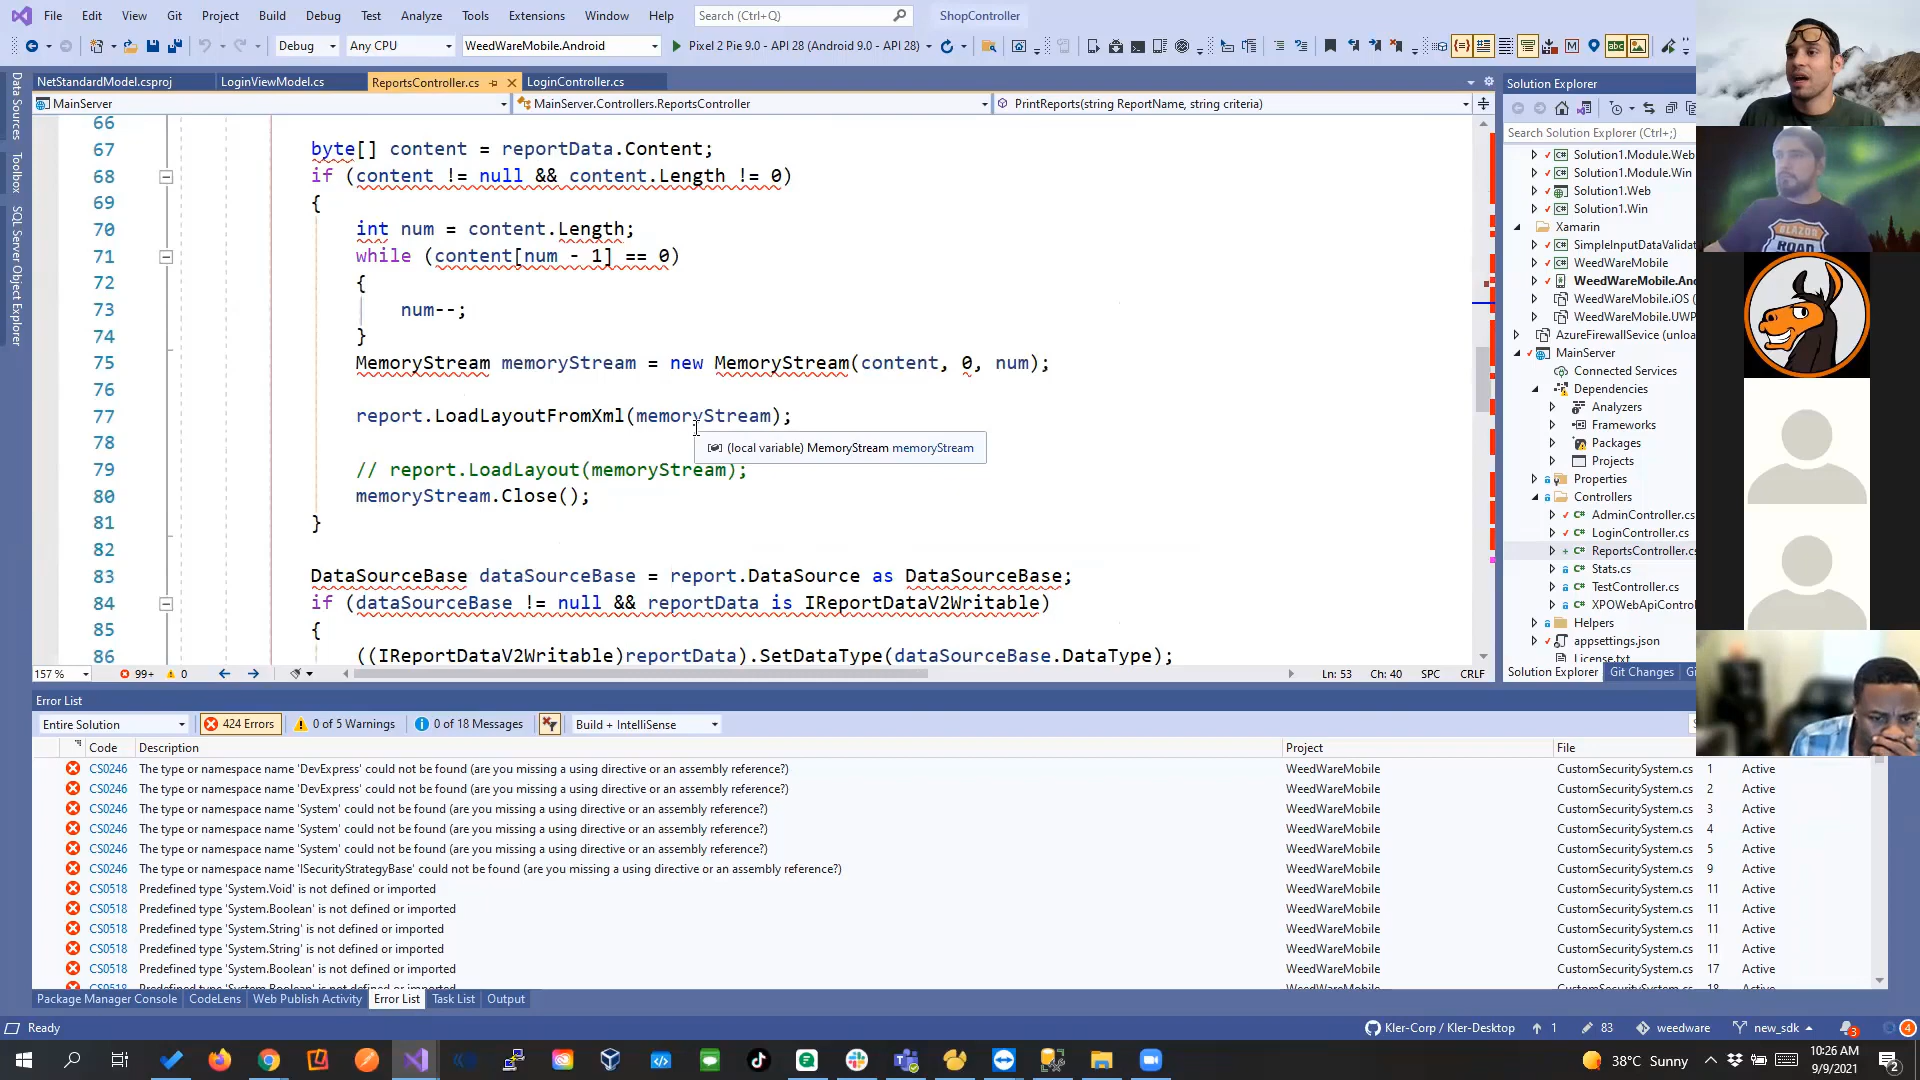 File Edit View Git Project Build Debug Test Analyze Tools Extensions Window Help Search (Ctrl+Q) ShopController
Debug Any CPU WeedWareMobile.Android Pixel 2 Pie 9.0 - API 28 (Android 9.0 - API 28)
NetStandardModel.csproj LoginViewModel.cs ReportsController.cs LoginController.cs
MainServer MainServer.Controllers.ReportsController PrintReports(string ReportName, string criteria)
Data Sources
Toolbox
SQL Server Object Explorer
66
67 byte[] content = reportData.Content;
68 if (content != null && content.Length != 0)
69 {
70 int num = content.Length;
71 while (content[num - 1] == 0)
72 {
73 num--;
74 }
75 MemoryStream memoryStream = new MemoryStream(content, 0, num);
76
77 report.LoadLayoutFromXml(memoryStream);
78 (local variable) MemoryStream memoryStream
79 // report.LoadLayout(memoryStream);
80 memoryStream.Close();
81 }
82
83 DataSourceBase dataSourceBase = report.DataSource as DataSourceBase;
84 if (dataSourceBase != null && reportData is IReportDataV2Writable)
85 {
86 ((IReportDataV2Writable)reportData).SetDataType(dataSourceBase.DataType);
157 % 99+ 0 Ln: 53 Ch: 40 SPC CRLF
Solution Explorer
Search Solution Explorer (Ctrl+;)
Solution1.Module.Web
Solution1.Module.Win
Solution1.Web
Solution1.Win
Xamarin
SimpleInputDataValidat
WeedWareMobile
WeedWareMobile.And
WeedWareMobile.iOS (
WeedWareMobile.UWP
AzureFirewallSevice (unloa
MainServer
Connected Services
Dependencies
Analyzers
Frameworks
Packages
Projects
Properties
Controllers
AdminController.cs
LoginController.cs
ReportsController.cs
Stats.cs
TestController.cs
XPOWebApiControl
Helpers
appsettings.json
License.txt
Solution Explorer Git Changes
BLAZOR
ROAD
Error List
Entire Solution 424 Errors 0 of 5 Warnings 0 of 18 Messages Build + IntelliSense
Code Description Project File
CS0246 The type or namespace name 'DevExpress' could not be found (are you missing a using directive or an assembly reference?) WeedWareMobile CustomSecuritySystem.cs 1 Active
CS0246 The type or namespace name 'DevExpress' could not be found (are you missing a using directive or an assembly reference?) WeedWareMobile CustomSecuritySystem.cs 2 Active
CS0246 The type or namespace name 'System' could not be found (are you missing a using directive or an assembly reference?) WeedWareMobile CustomSecuritySystem.cs 3 Active
CS0246 The type or namespace name 'System' could not be found (are you missing a using directive or an assembly reference?) WeedWareMobile CustomSecuritySystem.cs 4 Active
CS0246 The type or namespace name 'System' could not be found (are you missing a using directive or an assembly reference?) WeedWareMobile CustomSecuritySystem.cs 5 Active
CS0246 The type or namespace name 'ISecurityStrategyBase' could not be found (are you missing a using directive or an assembly reference?) WeedWareMobile CustomSecuritySystem.cs 9 Active
CS0518 Predefined type 'System.Void' is not defined or imported WeedWareMobile CustomSecuritySystem.cs 11 Active
CS0518 Predefined type 'System.Boolean' is not defined or imported WeedWareMobile CustomSecuritySystem.cs 11 Active
CS0518 Predefined type 'System.String' is not defined or imported WeedWareMobile CustomSecuritySystem.cs 11 Active
CS0518 Predefined type 'System.String' is not defined or imported WeedWareMobile CustomSecuritySystem.cs 11 Active
CS0518 Predefined type 'System.Boolean' is not defined or imported WeedWareMobile CustomSecuritySystem.cs 17 Active
Package Manager Console CodeLens Web Publish Activity Error List Task List Output
Ready Kler-Corp / Kler-Desktop 1 83 weedware new_sdk 3 4
38°C Sunny 10:26 AM
9/9/2021 2